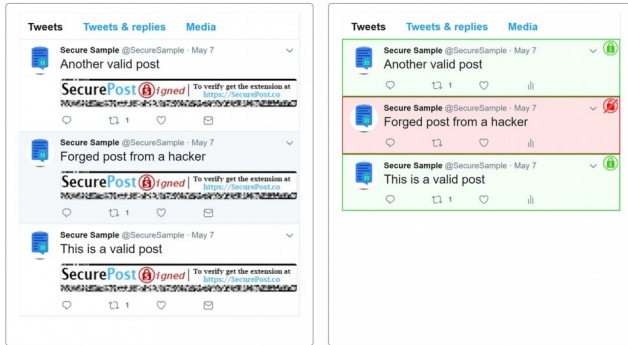 Tweets Tweets & replies Media
Secure Sample @SecureSample · May 7
Another valid post
SecurePost Signed | To verify get the extension at
https://SecurePost.co
1
Secure Sample @SecureSample · May 7
Forged post from a hacker
SecurePost Signed | To verify get the extension at
https://SecurePost.co
1
Secure Sample @SecureSample · May 7
This is a valid post
SecurePost Signed | To verify get the extension at
https://SecurePost.co
1
Tweets Tweets & replies Media
Secure Sample @SecureSample · May 7
Another valid post
1
Secure Sample @SecureSample · May 7
Forged post from a hacker
Secure Sample @SecureSample · May 7
This is a valid post
1